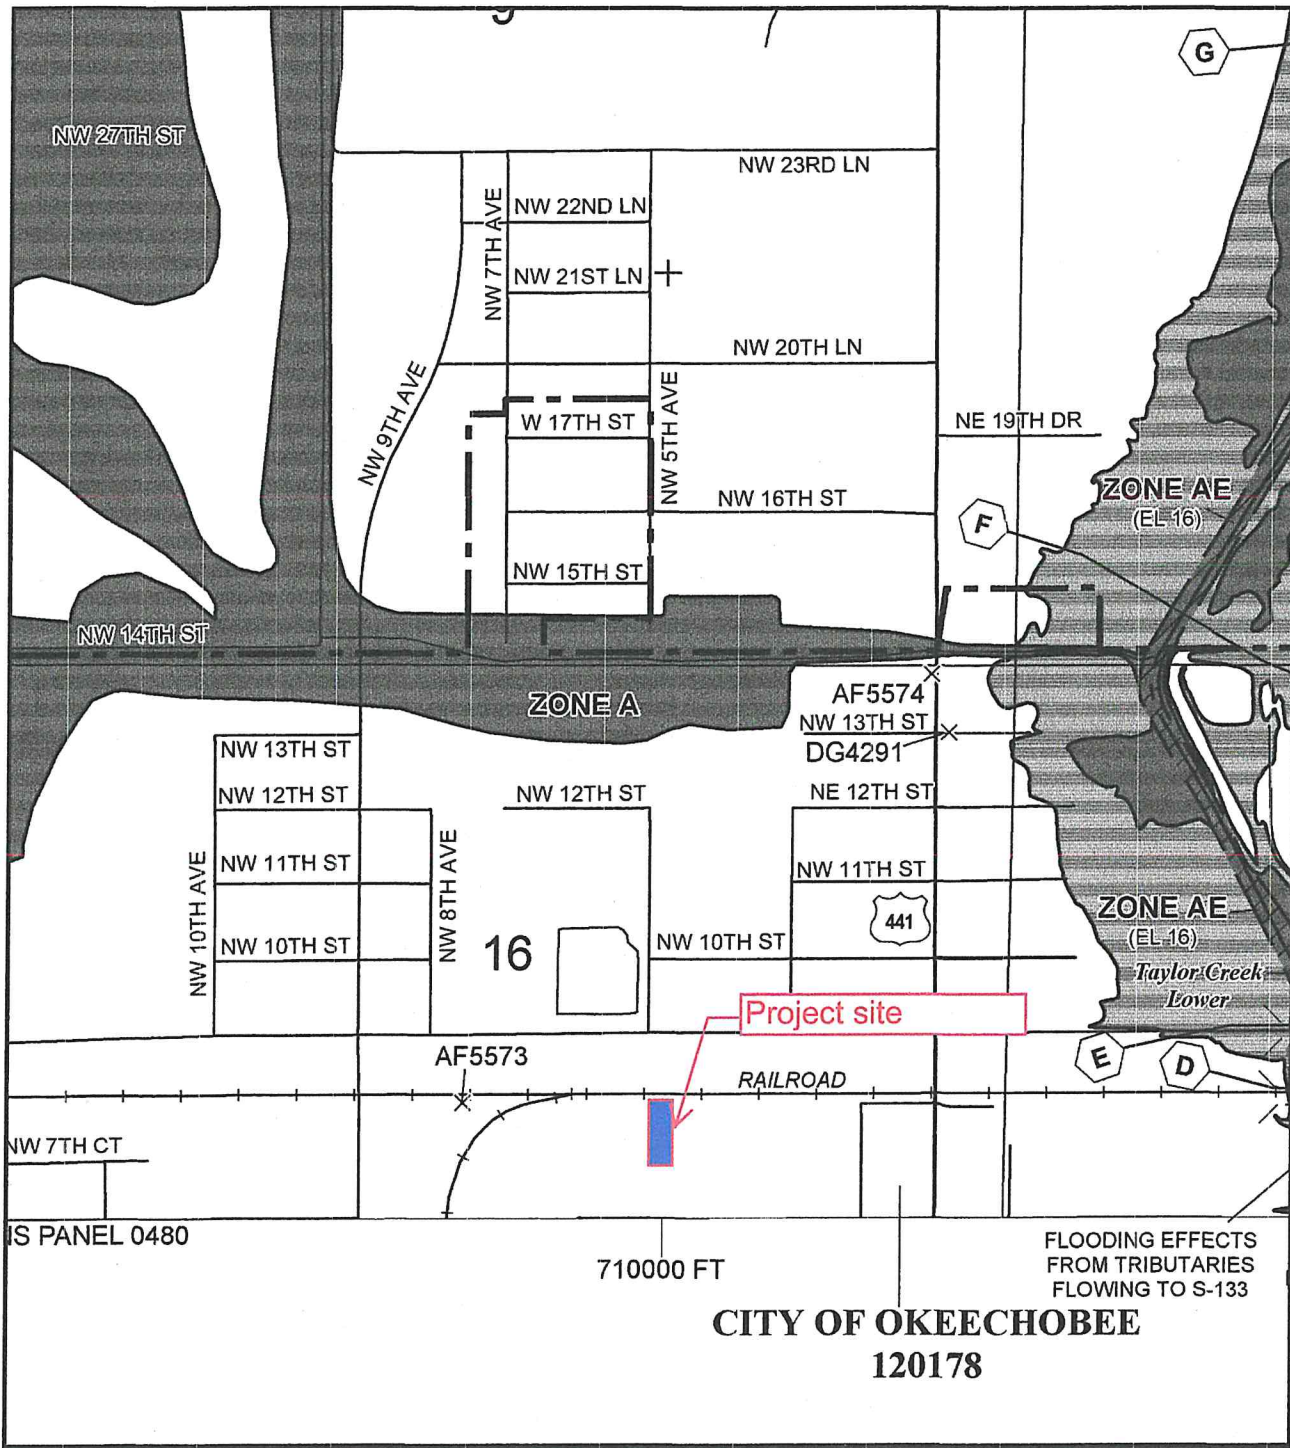 G
NW 27TH ST
NW 23RD LN
NW 22ND LN
NW 7TH AVE
NW 21ST LN
NW 20TH LN
NW 9TH AVE
NW 5TH AVE
W 17TH ST
NE 19TH DR
ZONE AE
(EL 16)
NW 16TH ST
F
NW 15TH ST
NW 14TH ST
ZONE A
AF5574
NW 13TH ST
DG4291
NW 13TH ST
NW 12TH ST
NW 12TH ST
NE 12TH ST
NW 10TH AVE
NW 11TH ST
NW 8TH AVE
NW 11TH ST
441
ZONE AE
(EL 16)
NW 10TH ST
16
NW 10TH ST
Taylor Creek
Lower
Project site
AF5573
E
D
RAILROAD
NW 7TH CT
IS PANEL 0480
710000 FT
FLOODING EFFECTS
FROM TRIBUTARIES
FLOWING TO S-133
CITY OF OKEECHOBEE
120178